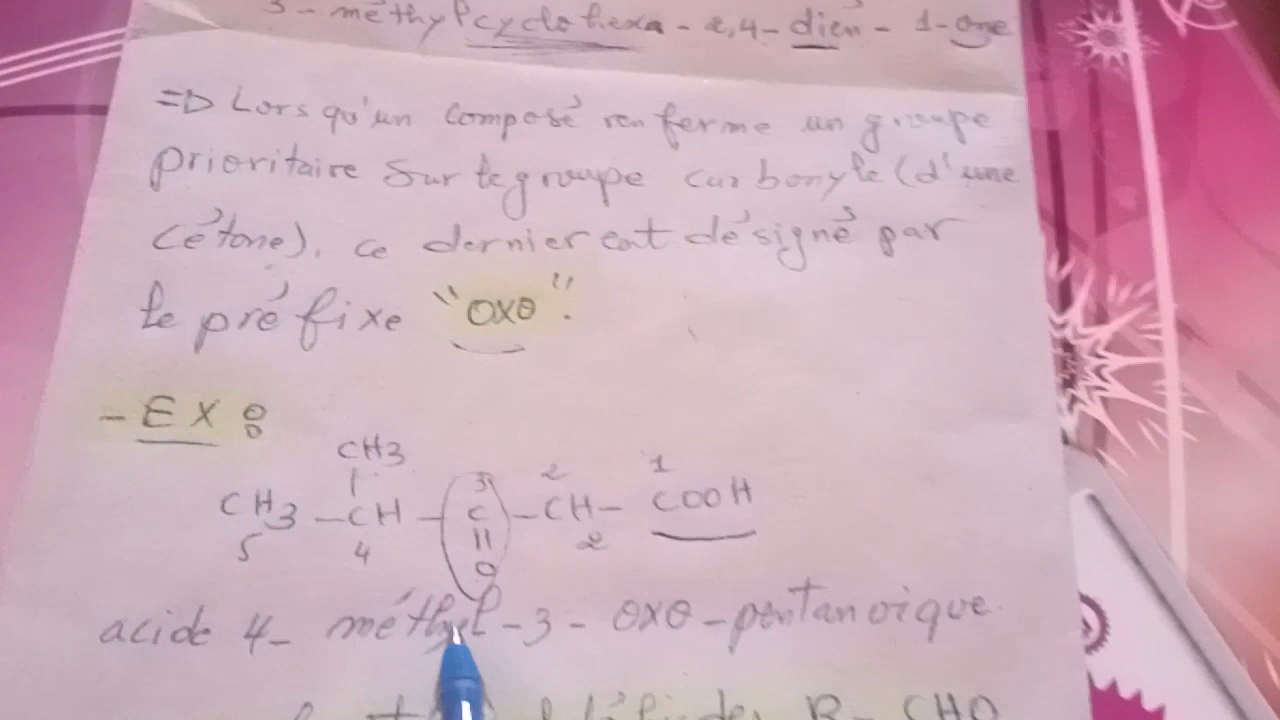 3 - méthylcyclohexa - 2,4 - dien - 1 - one
=> Lorsqu'un composé renferme un groupe
prioritaire sur le groupe carbonyle (d'une
cétone), ce dernier est désigné par
le préfixe "oxo".
- EX :
CH3
CH3 - CH - C - CH - COOH
5 4 3 2 2 1
||
O
acide 4 - méthyl - 3 - oxo - pentanoique
R - CHO